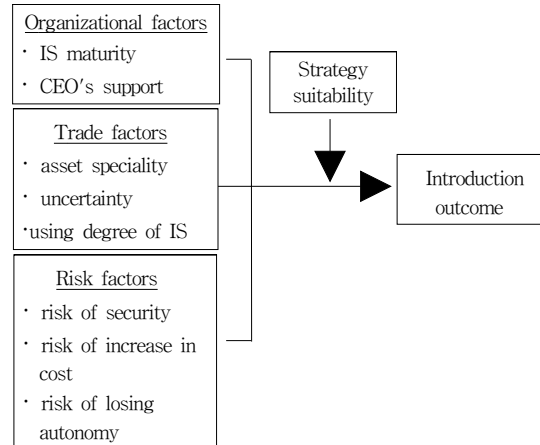 Organizational factors
· IS maturity
· CEO's support
Trade factors
· asset speciality
· uncertainty
·using degree of IS
Risk factors
· risk of security
· risk of increase in
cost
· risk of losing
autonomy
Strategy
suitability
Introduction
outcome